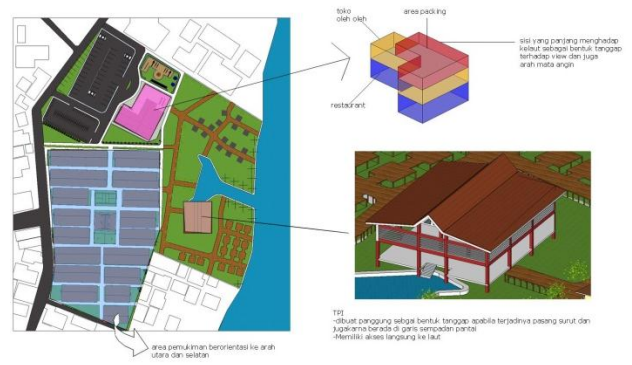 toko
oleh oleh
area packing
sisi yang panjang menghadap
kelaut sebagai bentuk tanggap
terhadap view dan juga
arah mata angin
restaurant
TPI
-dibuat panggung sebgai bentuk tanggap apabila terjadinya pasang surut dan
jugakarna berada di garis sempadan pantai
-Memiliki akses langsung ke laut
area pemukiman berorientasi ke arah
utara dan selatan